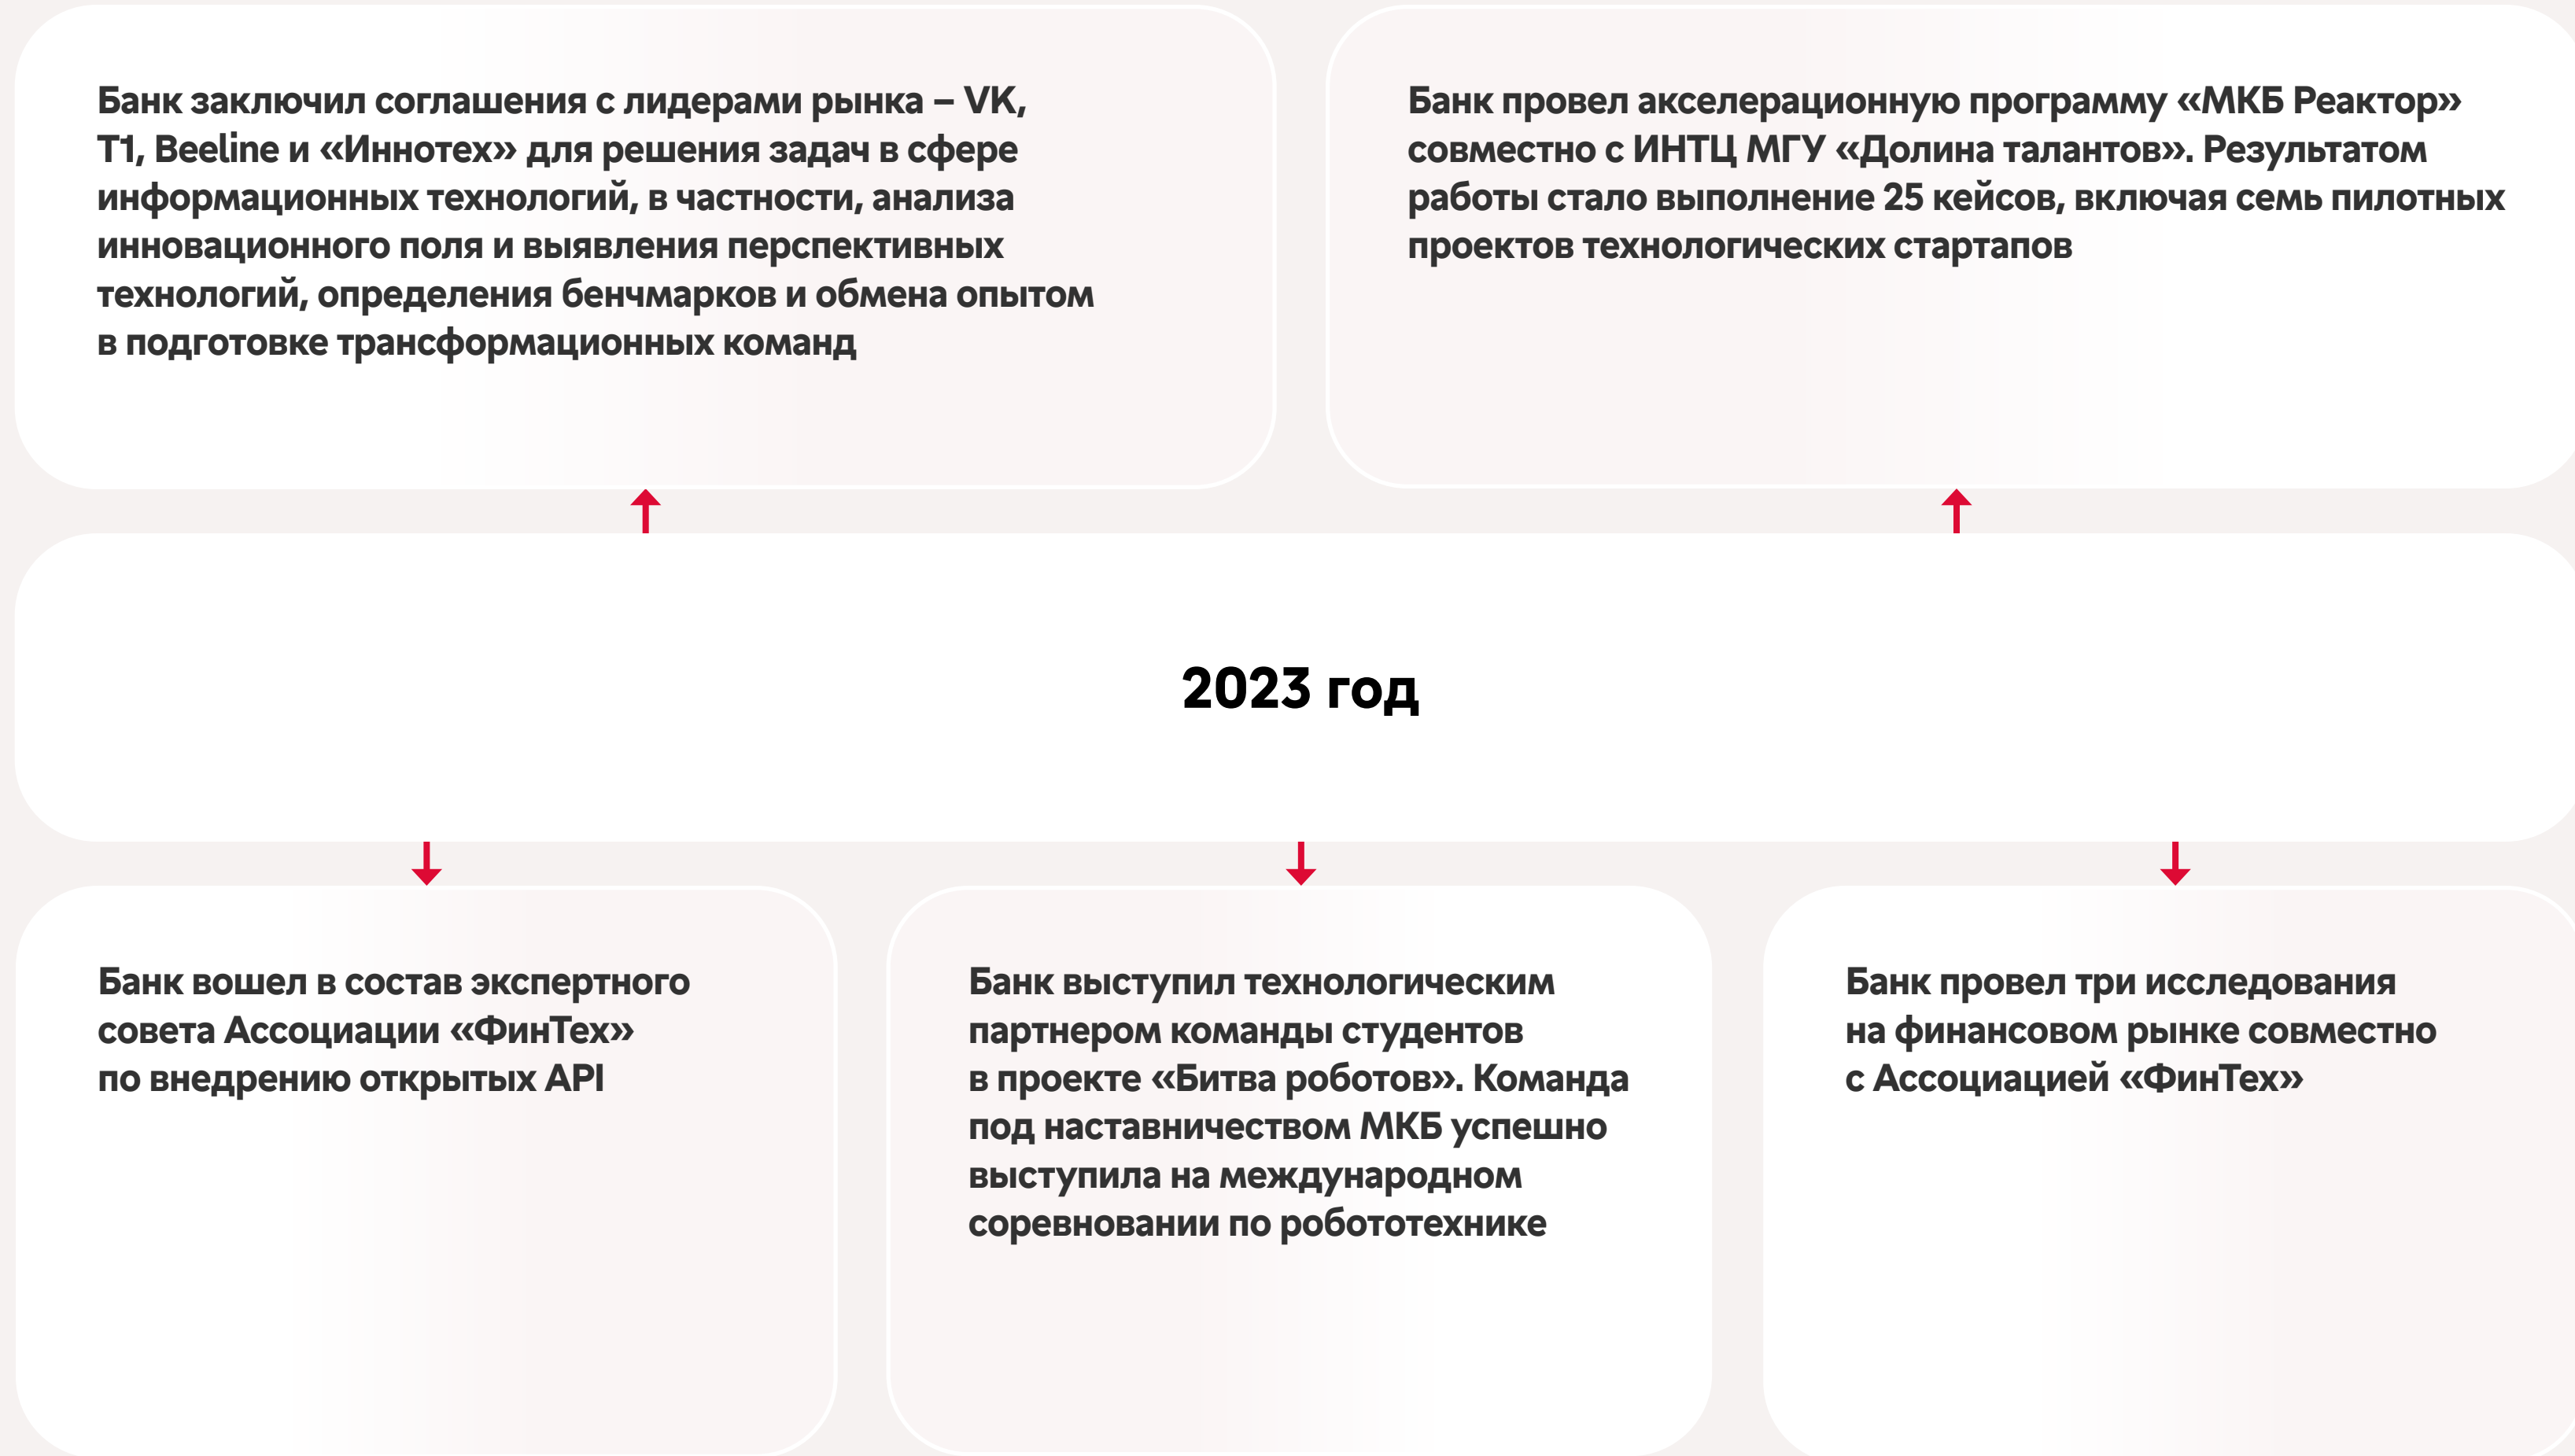 Банк заключил соглашения с лидерами рынка – VK,
Т1, Beeline и «Иннотех» для решения задач в сфере
информационных технологий, в частности, анализа
инновационного поля и выявления перспективных
технологий, определения бенчмарков и обмена опытом
в подготовке трансформационных команд
Банк провел акселерационную программу «МКБ Реактор»
совместно с ИНТЦ МГУ «Долина талантов». Результатом
работы стало выполнение 25 кейсов, включая семь пилотных
проектов технологических стартапов
2023 год
Банк вошел в состав экспертного
совета Ассоциации «ФинТех»
по внедрению открытых API
Банк выступил технологическим
партнером команды студентов
в проекте «Битва роботов». Команда
под наставничеством МКБ успешно
выступила на международном
соревновании по робототехнике
Банк провел три исследования
на финансовом рынке совместно
с Ассоциацией «ФинТех»